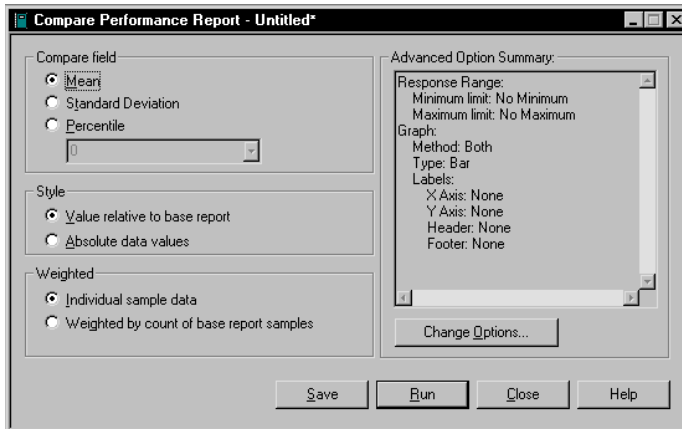 Compare Performance Report - Untitled*
Compare field
Mean
Standard Deviation
Percentile
0
Style
Value relative to base report
Absolute data values
Weighted
Individual sample data
Weighted by count of base report samples
Advanced Option Summary:
Response Range:
Minimum limit: No Minimum
Maximum limit: No Maximum
Graph:
Method: Both
Type: Bar
Labels:
X Axis: None
Y Axis: None
Header: None
Footer: None
Change Options...
Save
Run
Close
Help